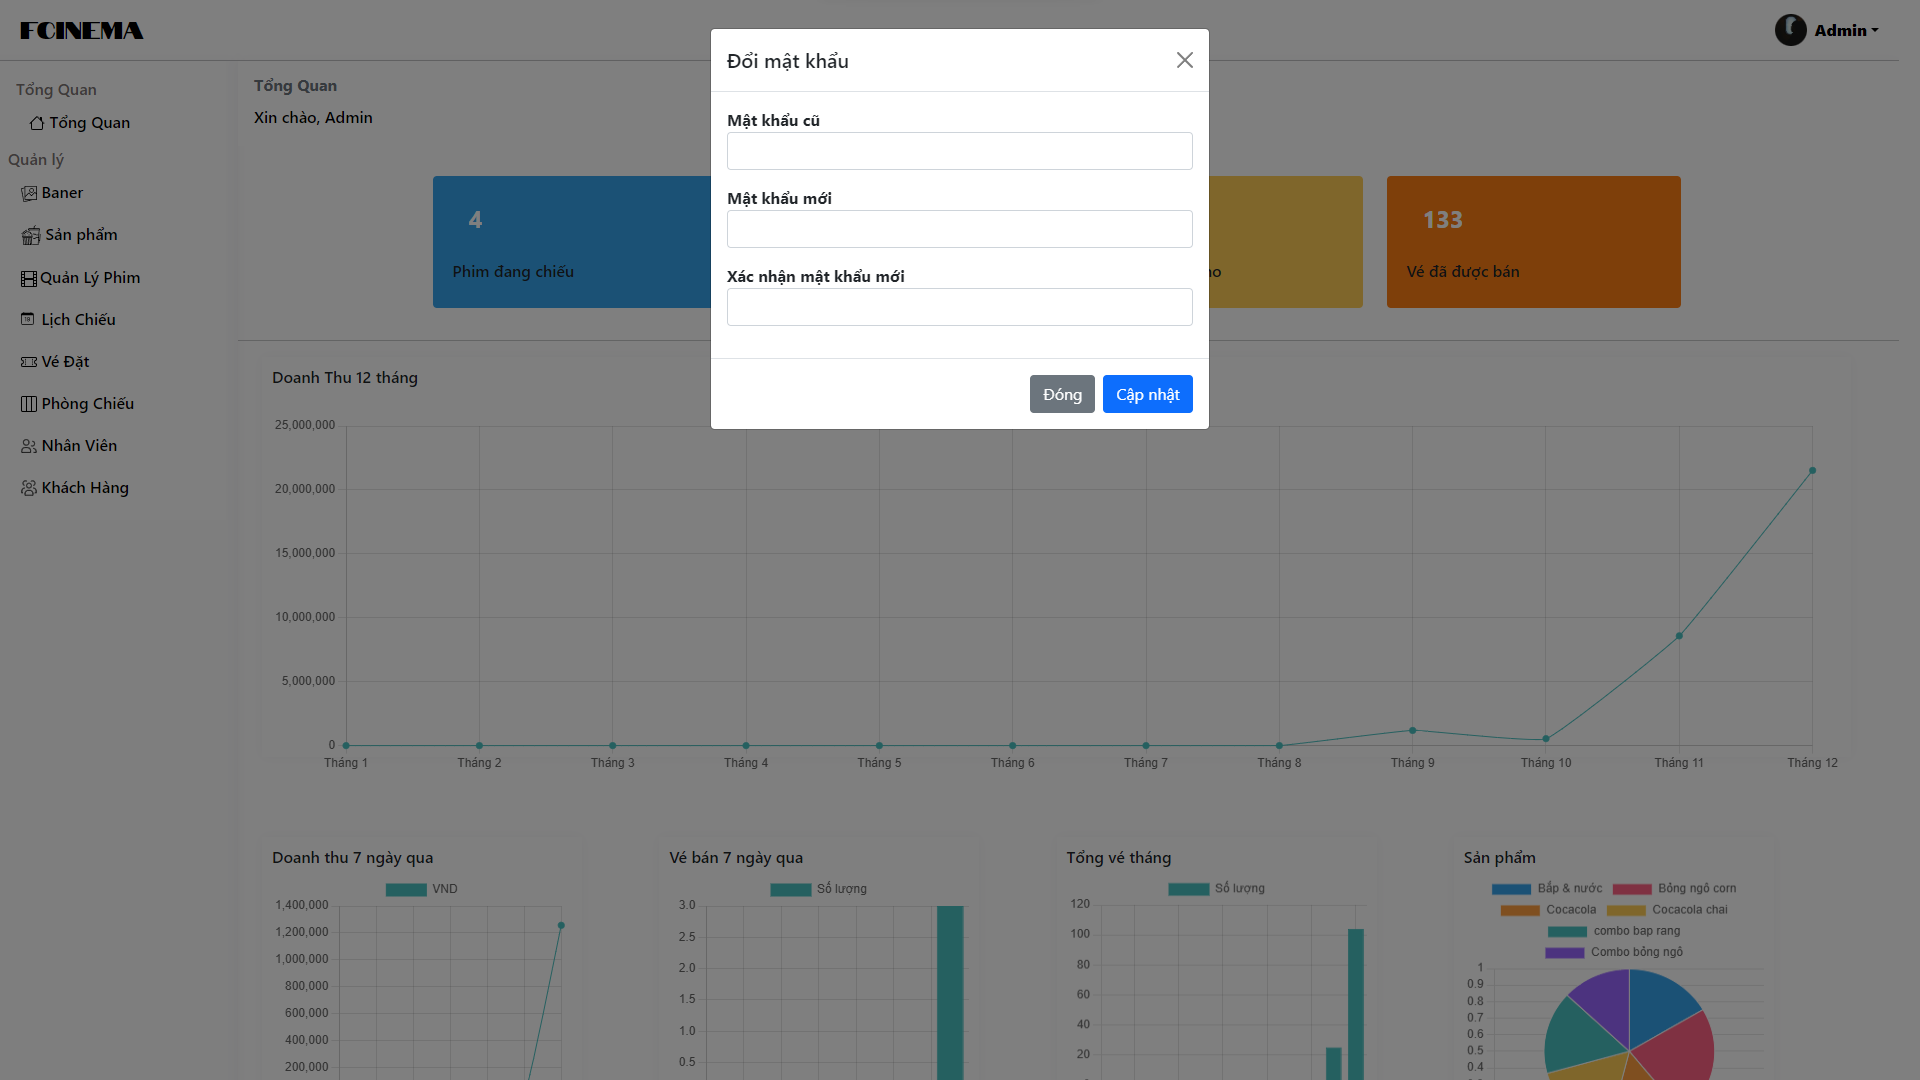 FCINEMA
Admin
Đổi mật khẩu
Mật khẩu cũ
Mật khẩu mới
Xác nhận mật khẩu mới
Đóng
Cập nhật
Tổng Quan
Tổng Quan
Quản lý
Baner
Sản phẩm
Quản Lý Phim
Lịch Chiếu
Vé Đặt
Phòng Chiếu
Nhân Viên
Khách Hàng
Tổng Quan
Xin chào, Admin
4
Phim đang chiếu
133
Vé đã được bán
Doanh Thu 12 tháng
25,000,000
20,000,000
15,000,000
10,000,000
5,000,000
0
Tháng 1
Tháng 2
Tháng 3
Tháng 4
Tháng 5
Tháng 6
Tháng 7
Tháng 8
Tháng 9
Tháng 10
Tháng 11
Tháng 12
Doanh thu 7 ngày qua
VND
1,400,000
1,200,000
1,000,000
800,000
600,000
400,000
200,000
Vé bán 7 ngày qua
Số lượng
3.0
2.5
2.0
1.5
1.0
0.5
Tổng vé tháng
Số lượng
120
100
80
60
40
20
Sản phẩm
Bắp & nước
Bỏng ngô corn
Cocacola
Cocacola chai
combo bap rang
Combo bỏng ngô
1
0.9
0.8
0.7
0.6
0.5
0.4